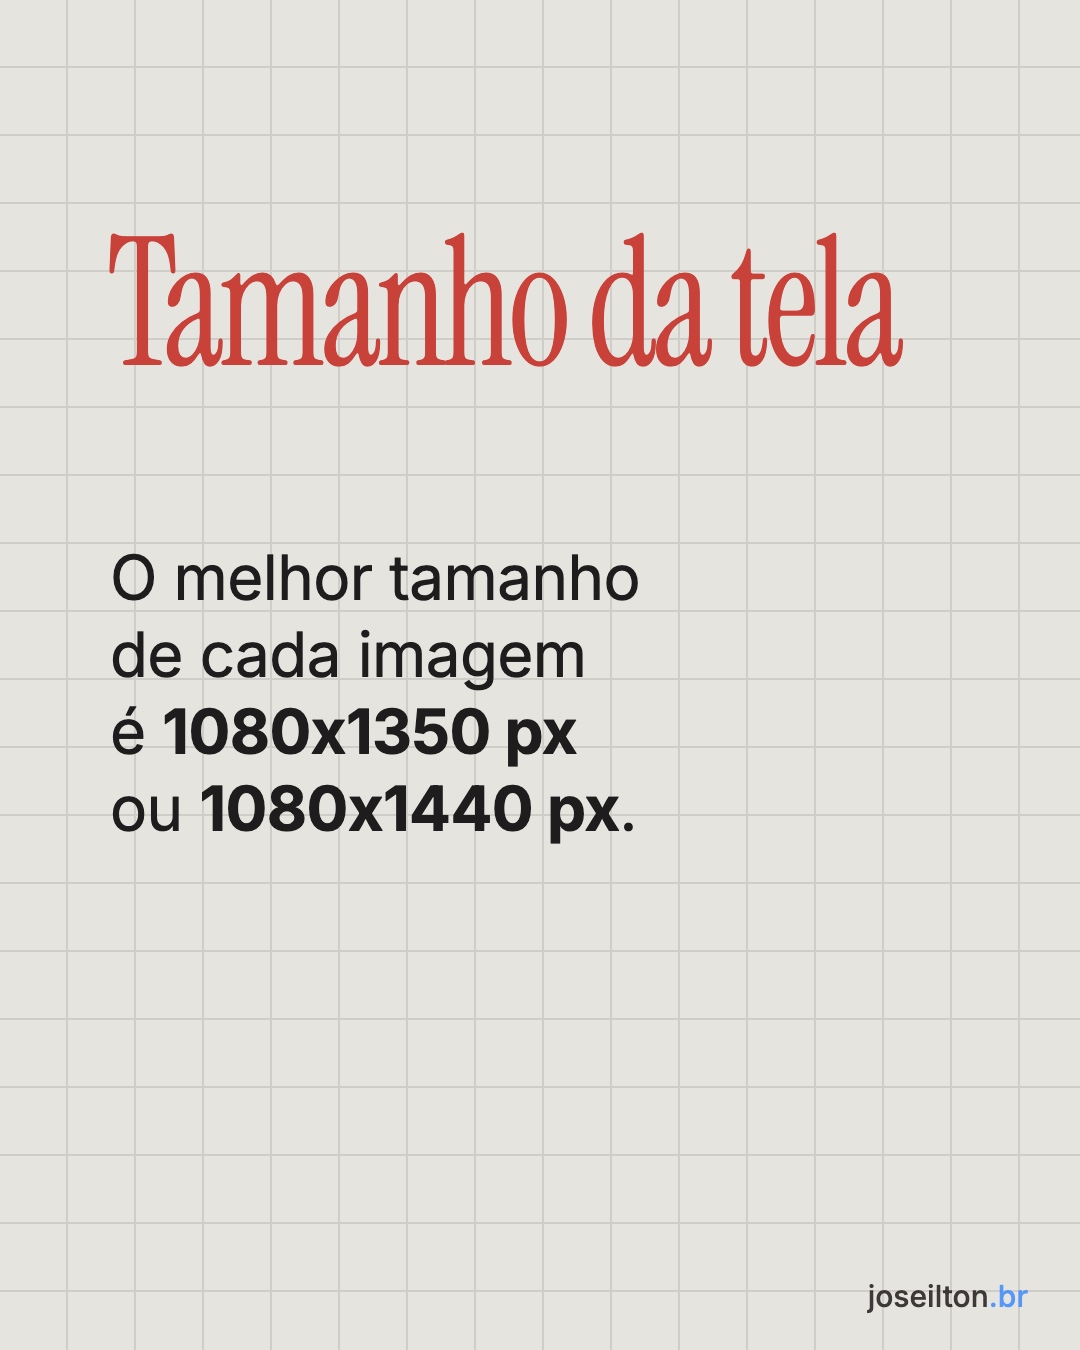 Tamanho da tela
O melhor tamanho
de cada imagem
é 1080x1350 px
ou 1080x1440 px.
joseilton.br